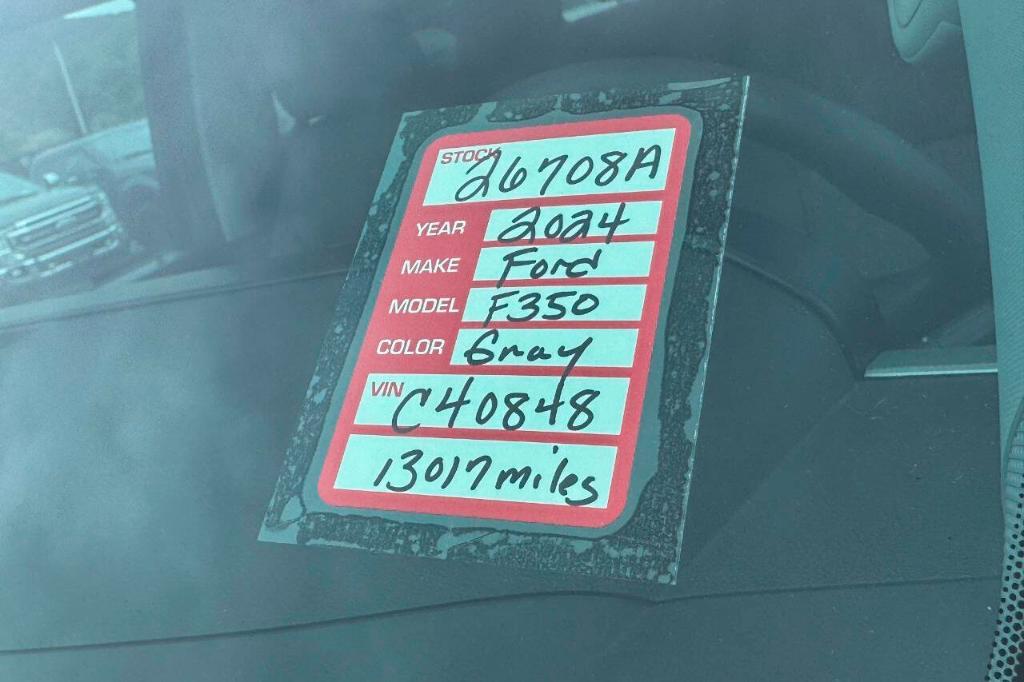 STOCK 26708A
YEAR 2024
MAKE Ford
MODEL F350
COLOR Gray
VIN C40848
13017 miles